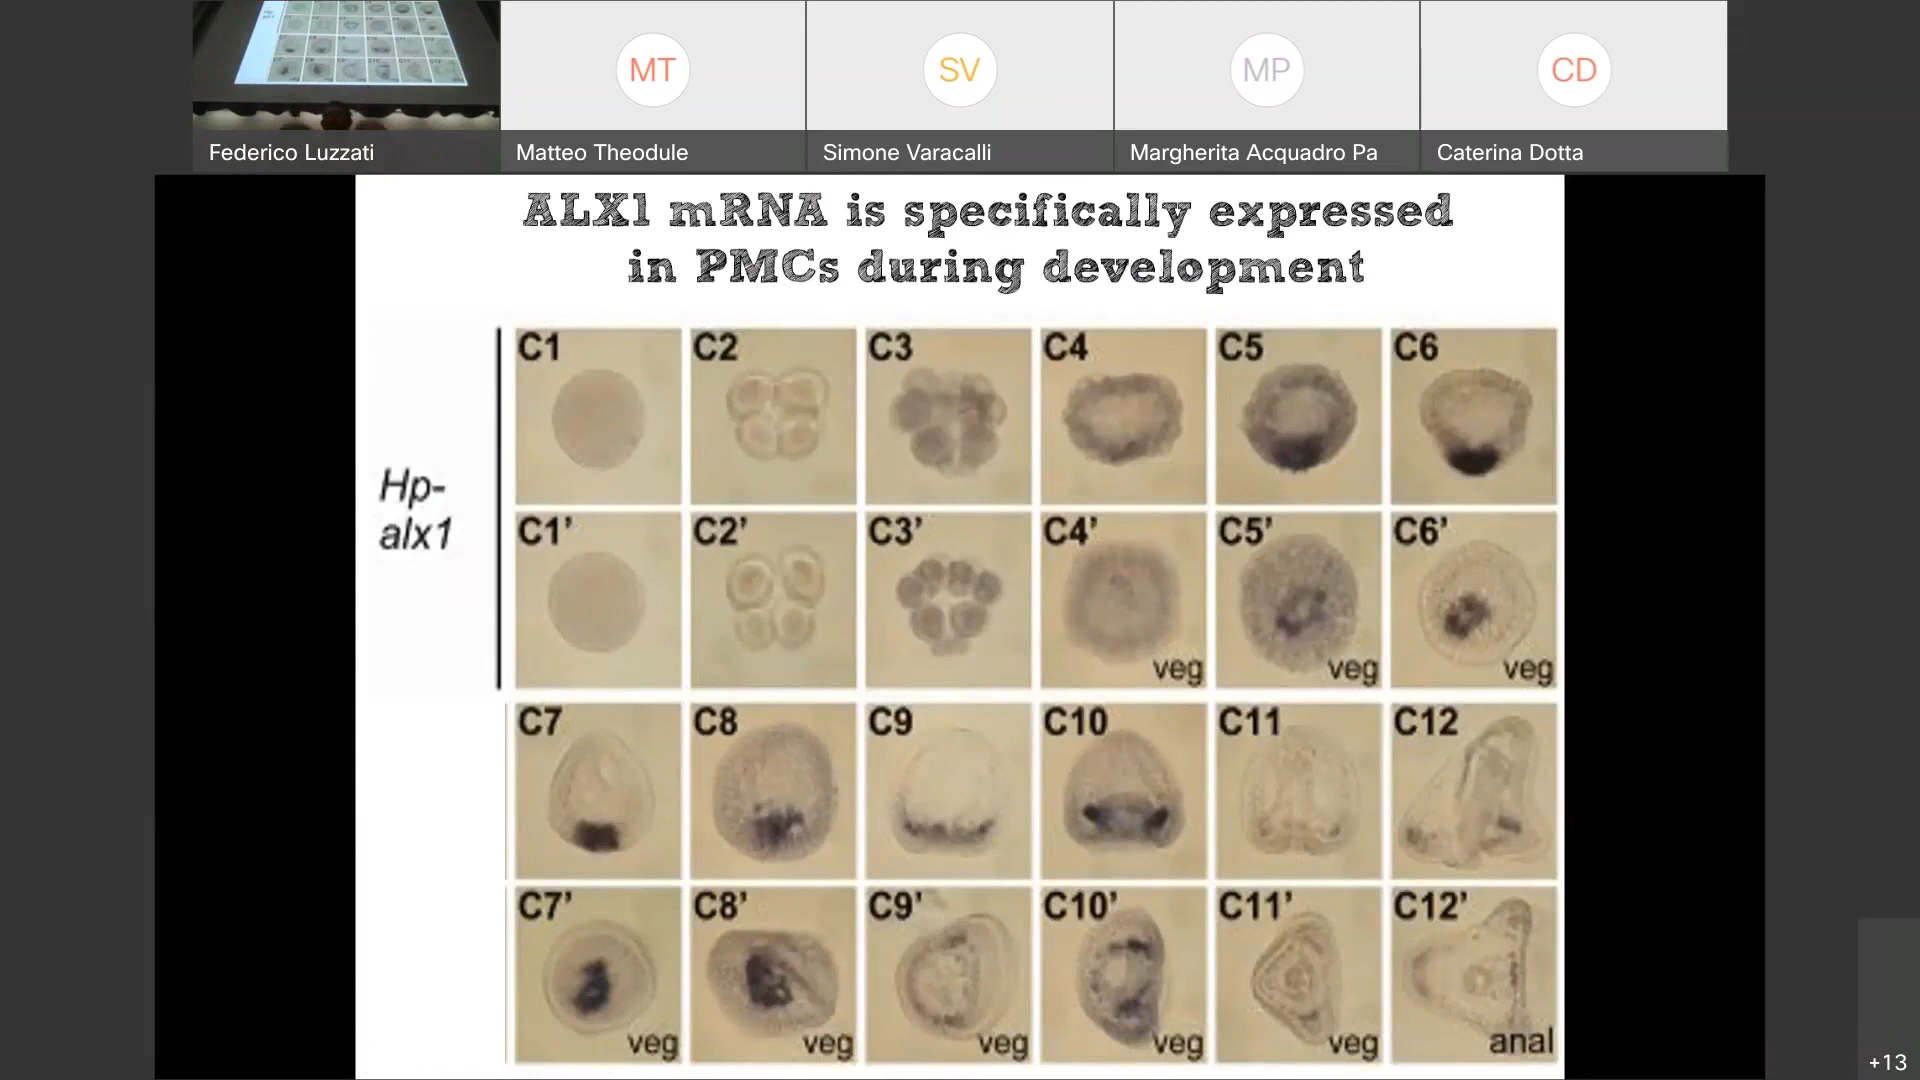 MT
SV
MP
CD
Federico Luzzati
Matteo Theodule
Simone Varacalli
Margherita Acquadro Pa
Caterina Dotta
ALX1 mRNA is specifically expressed
in PMCs during development
Hp-
alx1
C1 C2 C3 C4 C5 C6
C1' C2' C3' C4' C5' C6'
veg veg veg
C7 C8 C9 C10 C11 C12
C7' C8' C9' C10' C11' C12'
veg veg veg veg veg anal
+13